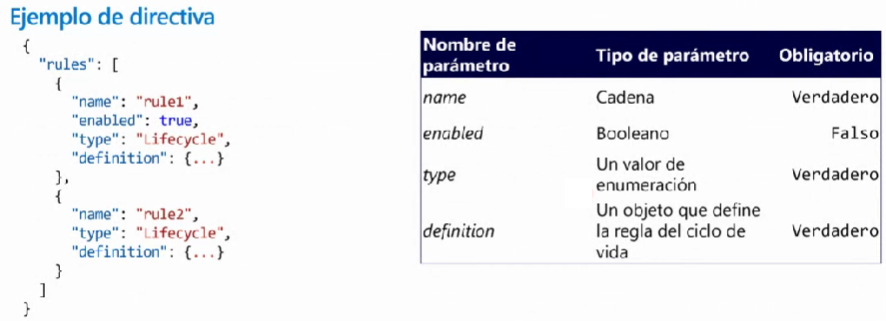 Ejemplo de directiva
{
"rules": [
{
"name": "rule1",
"enabled": true,
"type": "Lifecycle",
"definition": {...}
},
{
"name": "rule2",
"type": "Lifecycle",
"definition": {...}
}
]
}
Nombre de parámetro Tipo de parámetro Obligatorio
name Cadena Verdadero
enabled Booleano Falso
type Un valor de enumeración Verdadero
definition Un objeto que define la regla del ciclo de vida Verdadero